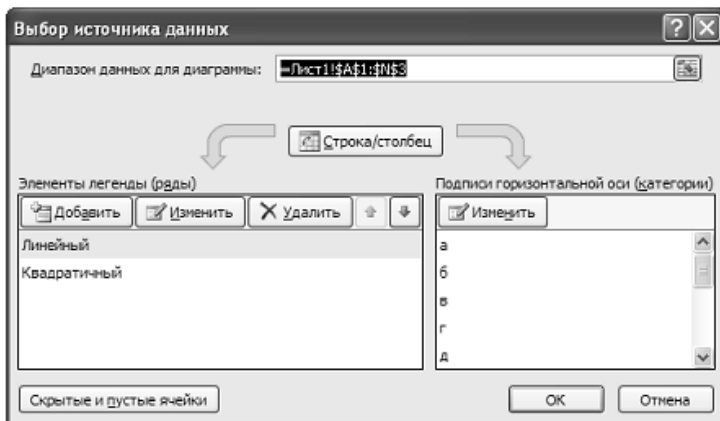 Выбор источника данных
Диапазон данных для диаграммы: =Лист1!$A$1:$N$3
Строка/столбец
Элементы легенды (ряды)
Подписи горизонтальной оси (категории)
Добавить Изменить Удалить
Изменить
Линейный
Квадратичный
а
б
в
г
д
Скрытые и пустые ячейки
ОК Отмена